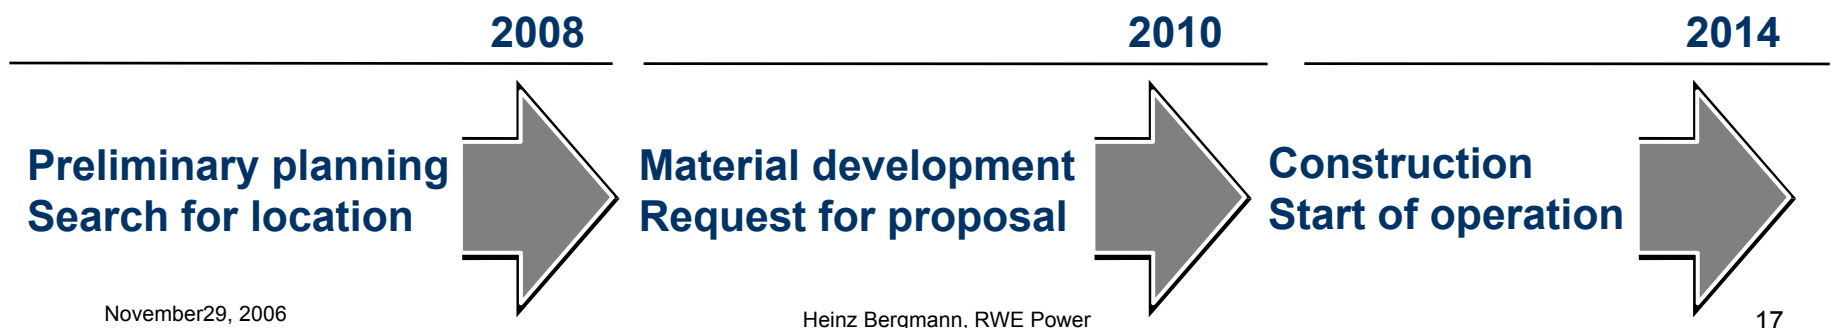 2008
2010
2014
Preliminary planning
Search for location
Material development
Request for proposal
Construction
Start of operation
November29, 2006
Heinz Bergmann, RWE Power
17